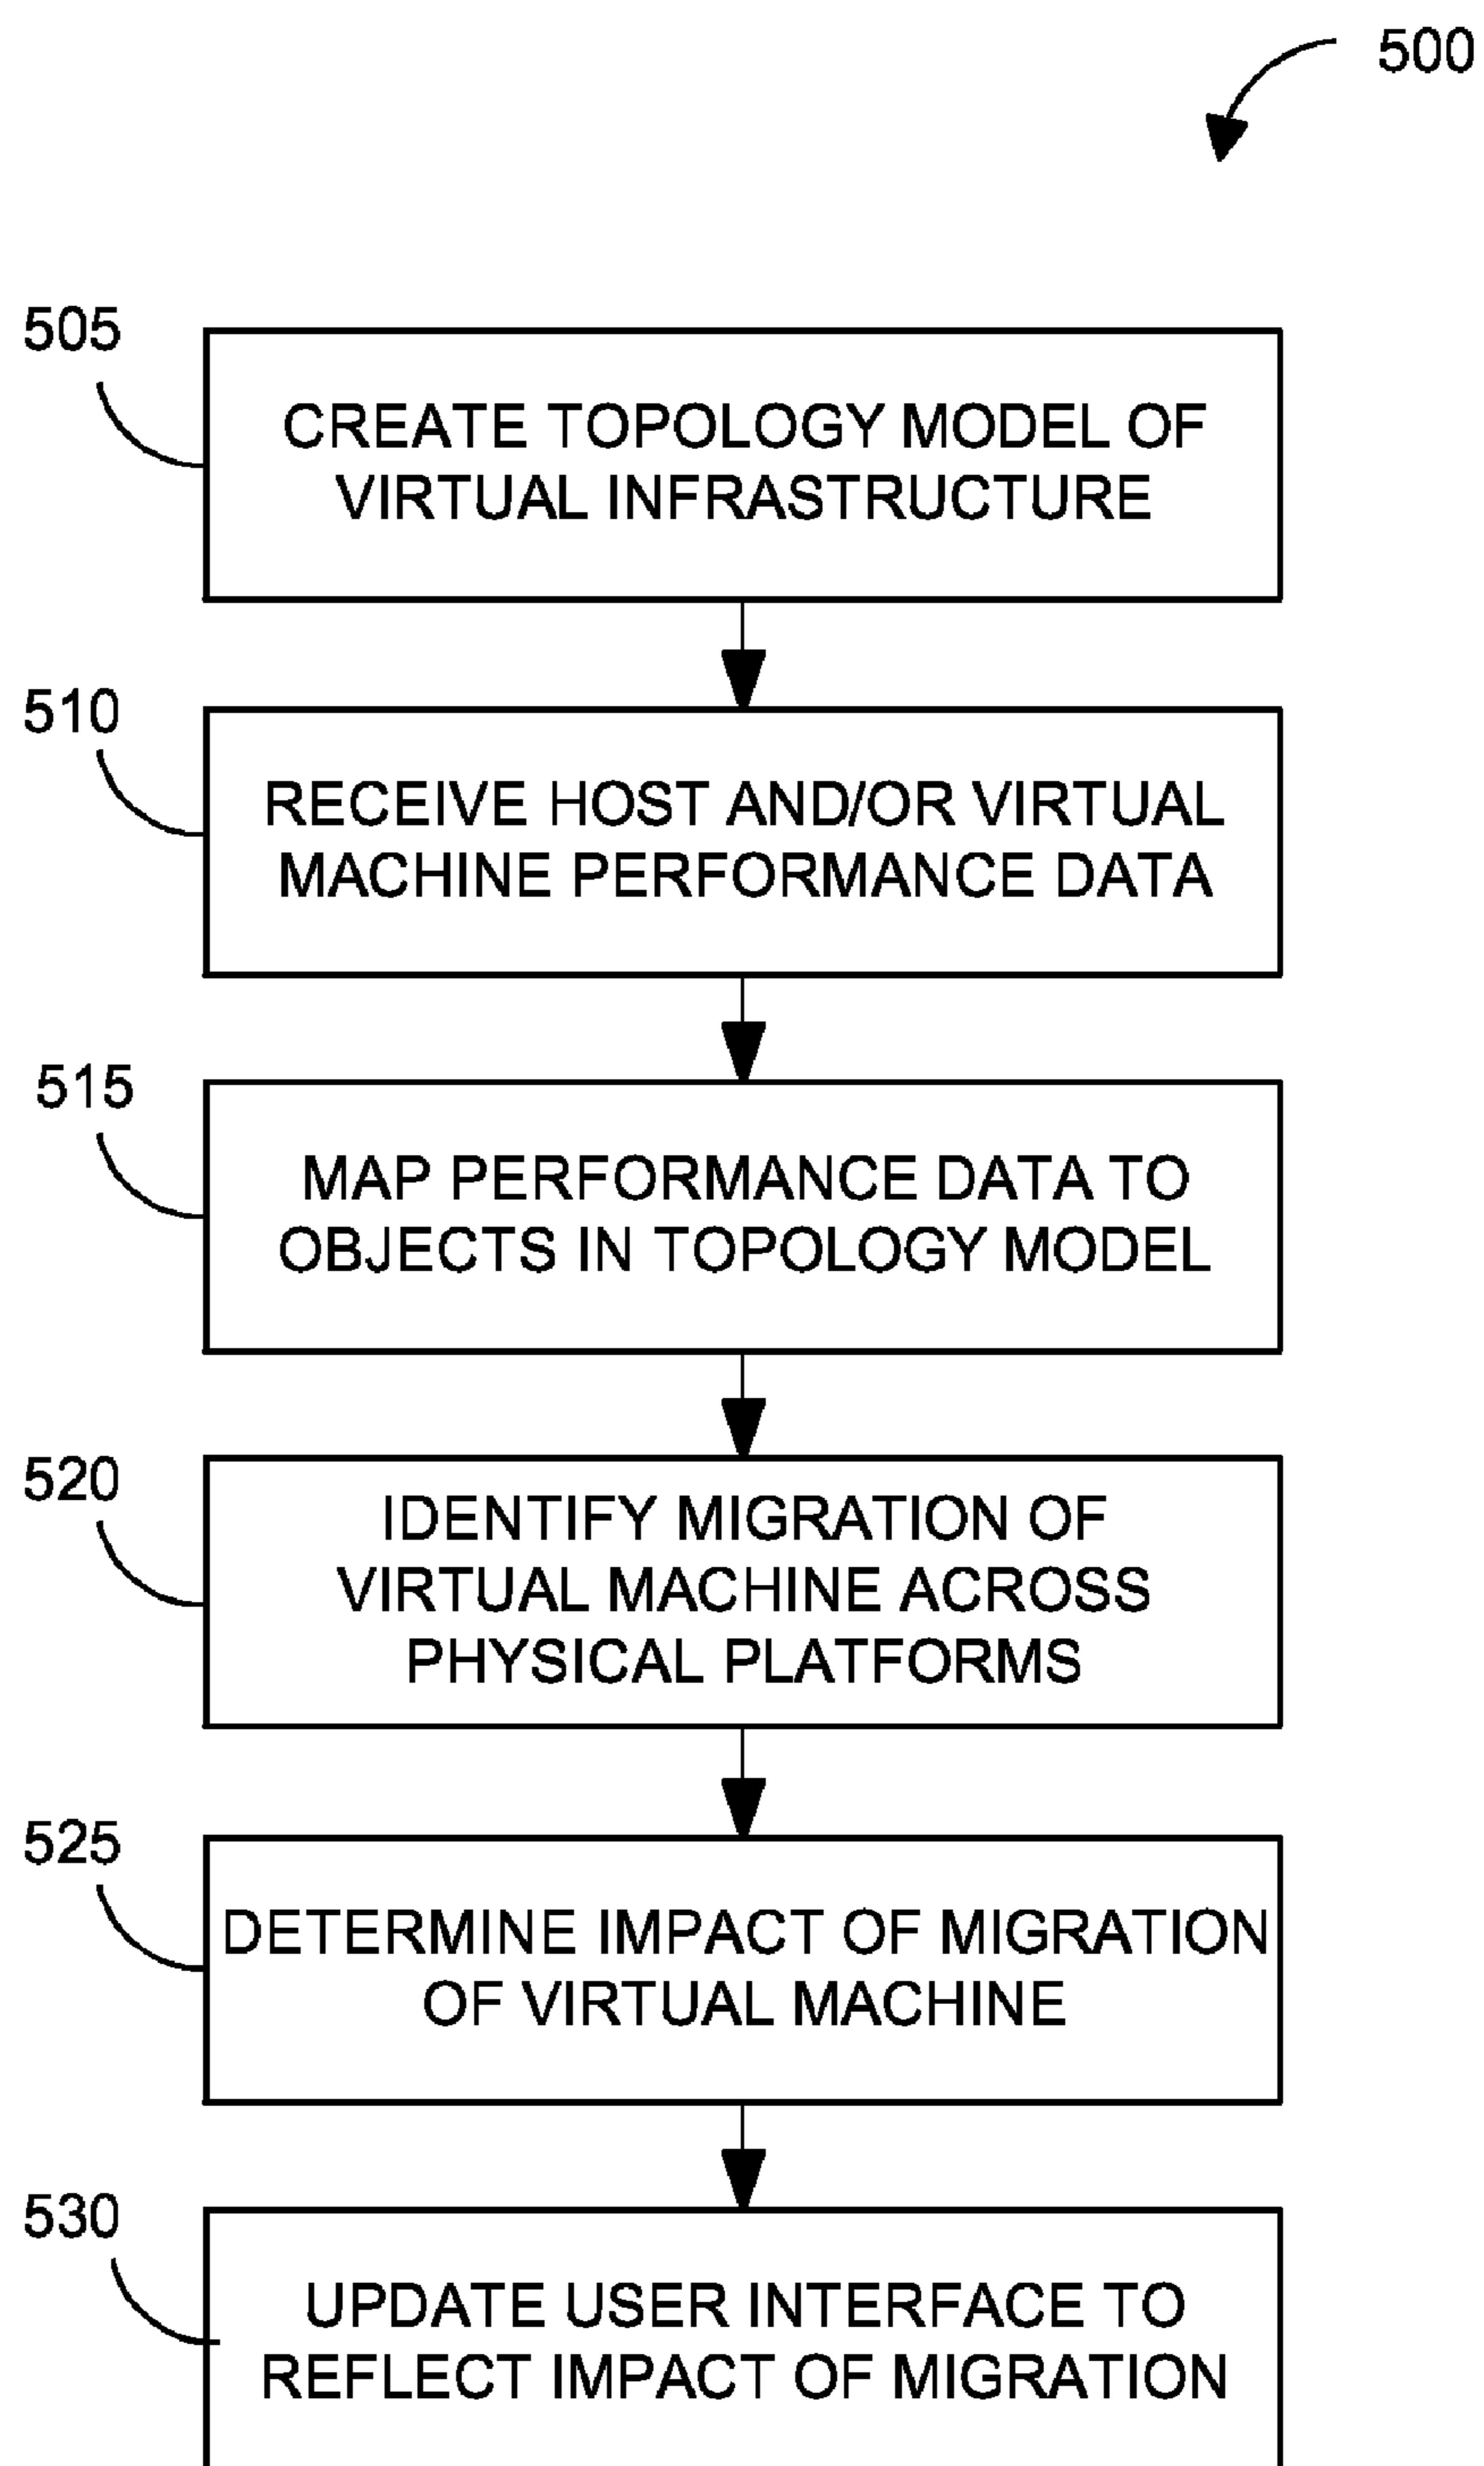 500
505
CREATE TOPOLOGY MODEL OF
VIRTUAL INFRASTRUCTURE
510
RECEIVE HOST AND/OR VIRTUAL
MACHINE PERFORMANCE DATA
515
MAP PERFORMANCE DATA TO
OBJECTS IN TOPOLOGY MODEL
520
IDENTIFY MIGRATION OF
VIRTUAL MACHINE ACROSS
PHYSICAL PLATFORMS
525
DETERMINE IMPACT OF MIGRATION
OF VIRTUAL MACHINE
530
UPDATE USER INTERFACE TO
REFLECT IMPACT OF MIGRATION